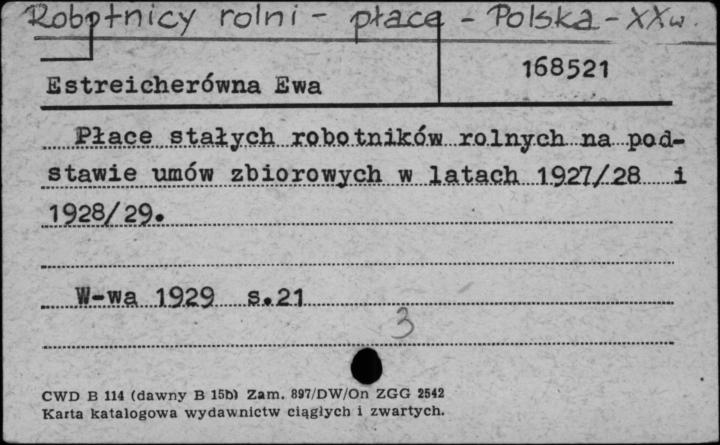 Robotnicy rolni - płace - Polska - XX w.
168521
Estreicherówna Ewa
Płace stałych robotników rolnych na pod-
stawie umów zbiorowych w latach 1927/28 i
1928/29.
W-wa 1929 s.21
3
CWD B 114 (dawny B 15b) Zam. 897/DW/On ZGG 2542
Karta katalogowa wydawnictw ciągłych i zwartych.